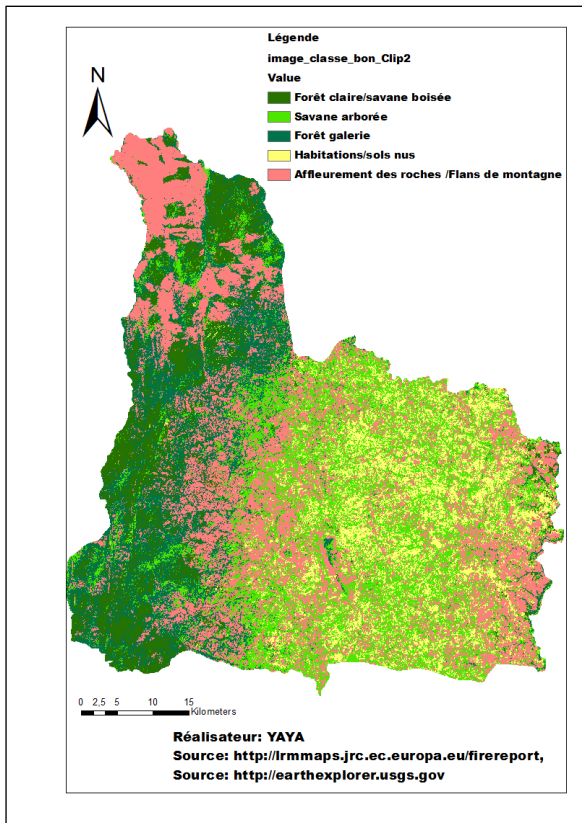 Légende
image_classe_bon_Clip2
Value
Forêt claire/savane boisée
Savane arborée
Forêt galerie
Habitations/sols nus
Affleurement des roches /Flans de montagne
N
0 2,5 5 10 15
Kilometers
Réalisateur: YAYA
Source: http://lrmmaps.jrc.ec.europa.eu/firereport,
Source: http://earthexplorer.usgs.gov